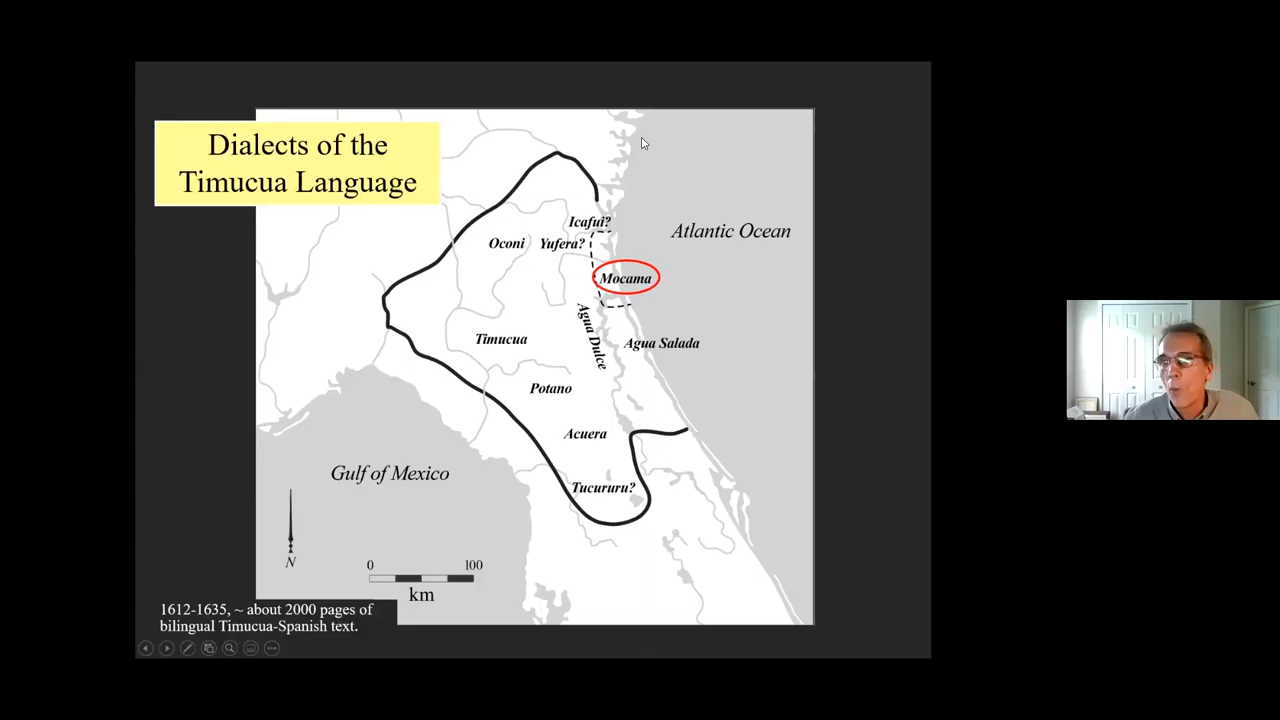 Dialects of the
Timucua Language
Icafui?
Oconi
Yufera?
Atlantic Ocean
Mocama
Agua Dulce
Timucua
Agua Salada
Potano
Acuera
Gulf of Mexico
Tucururu?
N
0 100
km
1612-1635, ~ about 2000 pages of
bilingual Timucua-Spanish text.